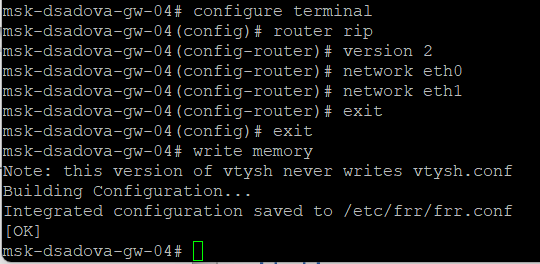 msk-dsadova-gw-04# configure terminal
msk-dsadova-gw-04(config)# router rip
msk-dsadova-gw-04(config-router)# version 2
msk-dsadova-gw-04(config-router)# network eth0
msk-dsadova-gw-04(config-router)# network eth1
msk-dsadova-gw-04(config-router)# exit
msk-dsadova-gw-04(config)# exit
msk-dsadova-gw-04# write memory
Note: this version of vtysh never writes vtysh.conf
Building Configuration...
Integrated configuration saved to /etc/frr/frr.conf
[OK]
msk-dsadova-gw-04#